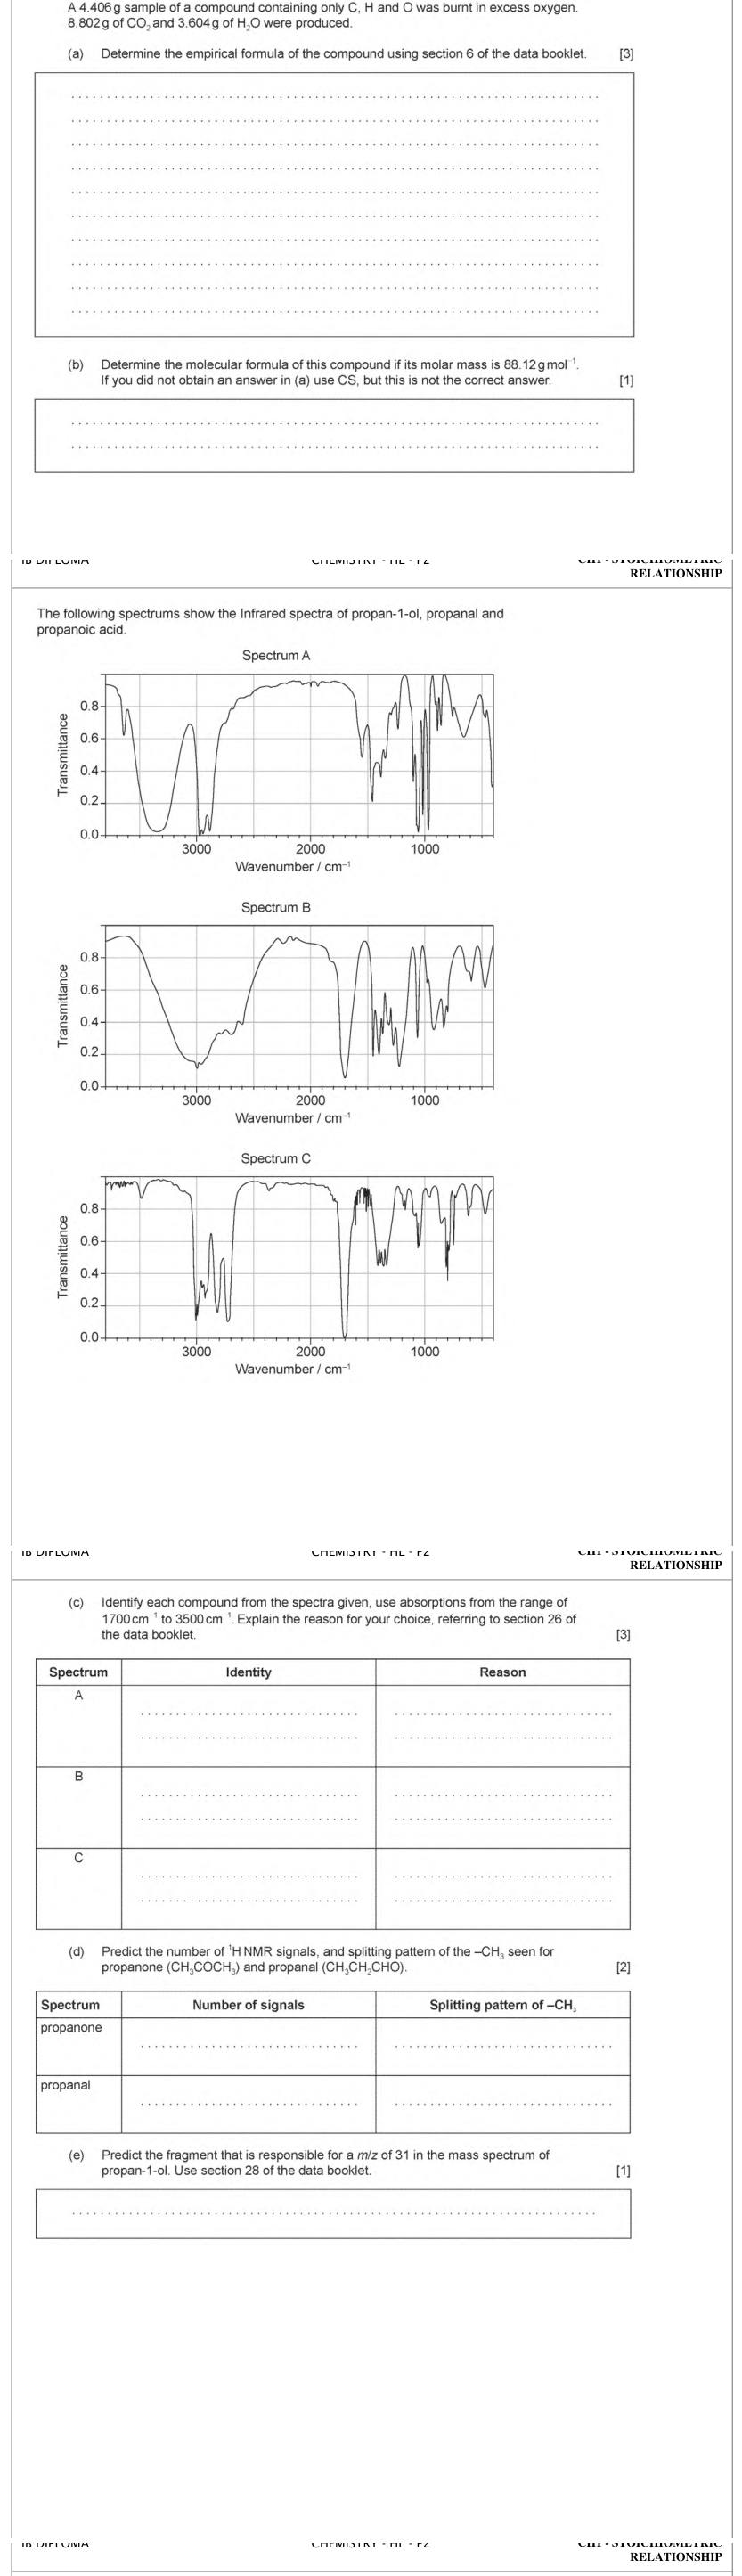 A 4.406 g sample of a compound containing only C, H and O was burnt in excess oxygen.
8.802 g of CO₂ and 3.604 g of H₂O were produced.
(a) Determine the empirical formula of the compound using section 6 of the data booklet. [3]
(b) Determine the molecular formula of this compound if its molar mass is 88.12 g mol⁻¹.
If you did not obtain an answer in (a) use CS, but this is not the correct answer. [1]
RELATIONSHIP
The following spectrums show the Infrared spectra of propan-1-ol, propanal and
propanoic acid.
Spectrum A
Transmittance
0.8
0.6
0.4
0.2
0.0
3000 2000 1000
Wavenumber / cm⁻¹
Spectrum B
Transmittance
0.8
0.6
0.4
0.2
0.0
3000 2000 1000
Wavenumber / cm⁻¹
Spectrum C
Transmittance
0.8
0.6
0.4
0.2
0.0
3000 2000 1000
Wavenumber / cm⁻¹
IB DIPLOMA CHEMISTRY - HL - P2
RELATIONSHIP
(c) Identify each compound from the spectra given, use absorptions from the range of
1700 cm⁻¹ to 3500 cm⁻¹. Explain the reason for your choice, referring to section 26 of
the data booklet. [3]
Spectrum Identity Reason
A
B
C
(d) Predict the number of ¹H NMR signals, and splitting pattern of the –CH₃ seen for
propanone (CH₃COCH₃) and propanal (CH₃CH₂CHO). [2]
Spectrum Number of signals Splitting pattern of –CH₃
propanone
propanal
(e) Predict the fragment that is responsible for a m/z of 31 in the mass spectrum of
propan-1-ol. Use section 28 of the data booklet. [1]
IB DIPLOMA CHEMISTRY - HL - P2
RELATIONSHIP